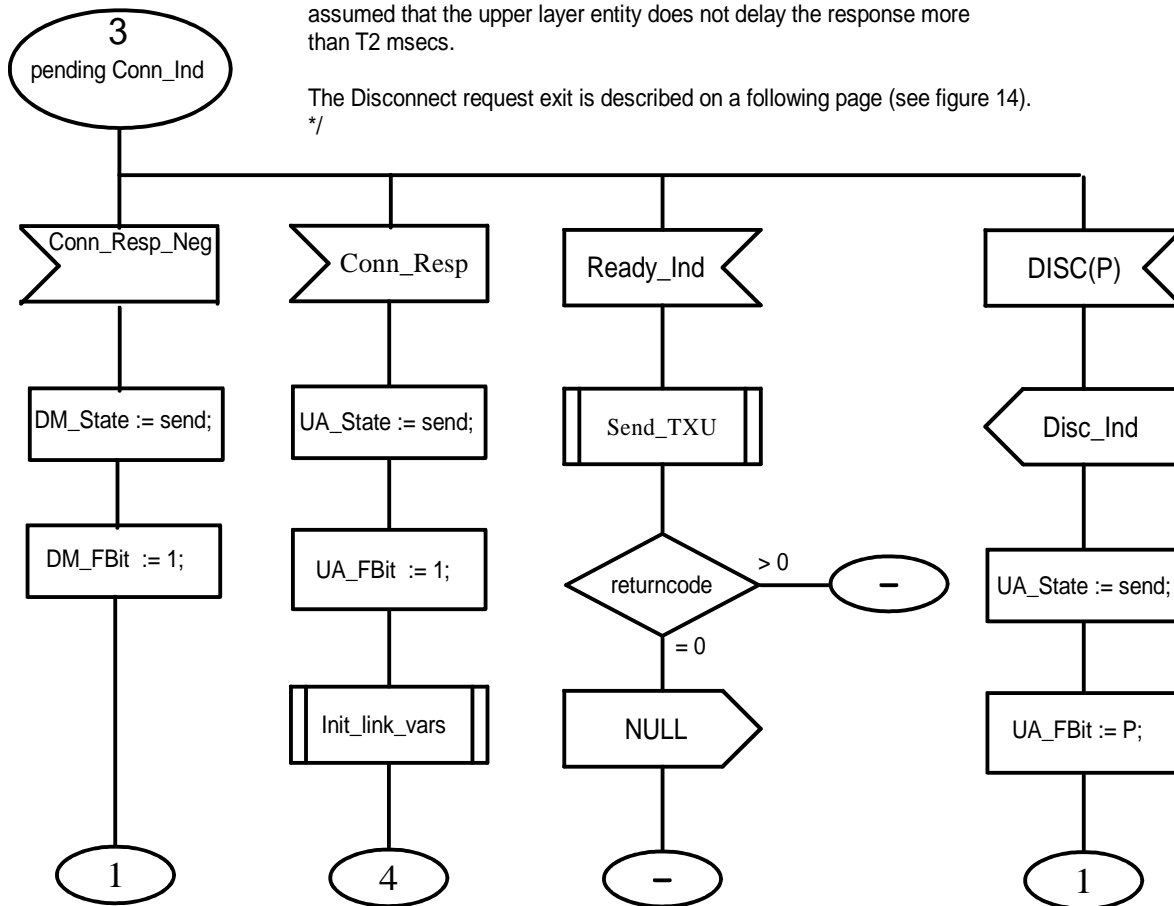 assumed that the upper layer entity does not delay the response more
than T2 msecs.
The Disconnect request exit is described on a following page (see figure 14).
*/
3
pending Conn_Ind
Conn_Resp_Neg
Conn_Resp
Ready_Ind
DISC(P)
DM_State := send;
UA_State := send;
Send_TXU
Disc_Ind
DM_FBit := 1;
UA_FBit := 1;
returncode
> 0
–
= 0
UA_State := send;
Init_link_vars
NULL
UA_FBit := P;
1
4
–
1